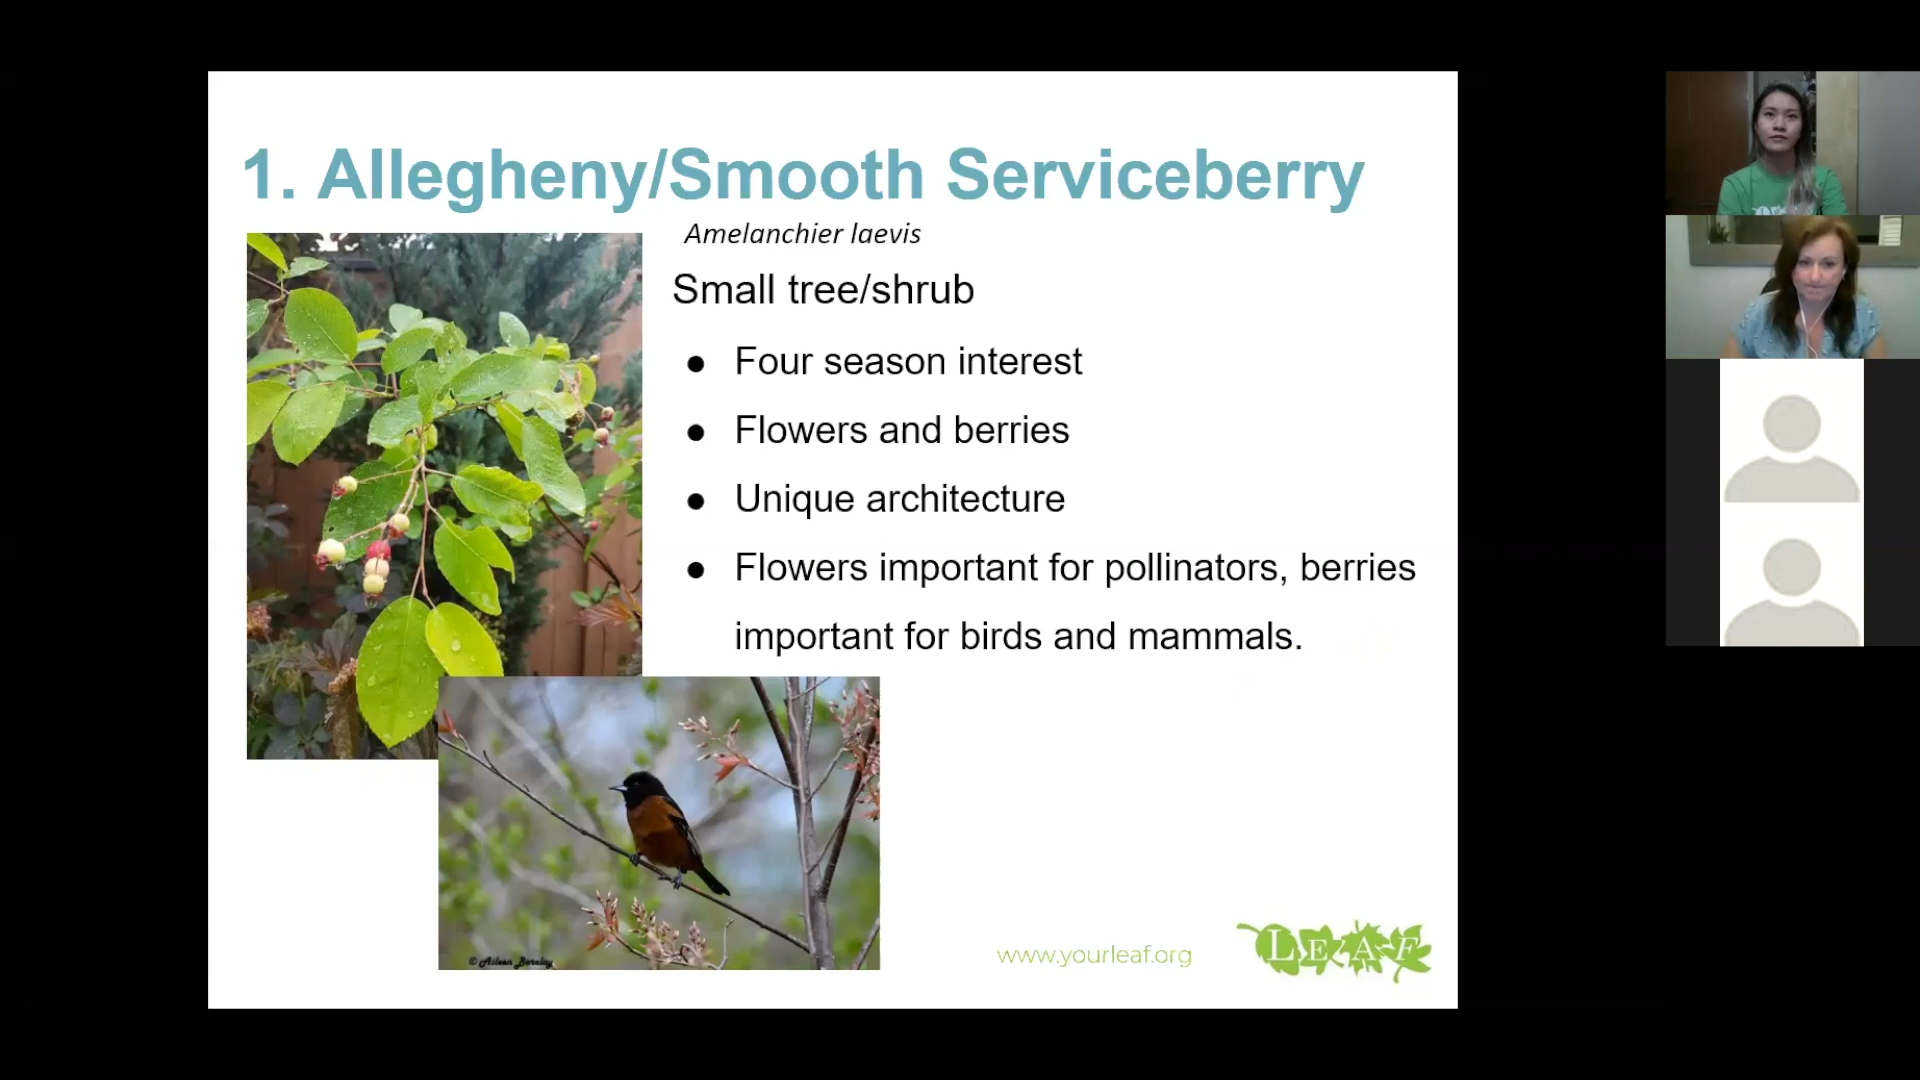 1. Allegheny/Smooth Serviceberry
Amelanchier laevis
Small tree/shrub
● Four season interest
● Flowers and berries
● Unique architecture
● Flowers important for pollinators, berries
important for birds and mammals.
© Aileen Barclay
www.yourleaf.org
LEAF